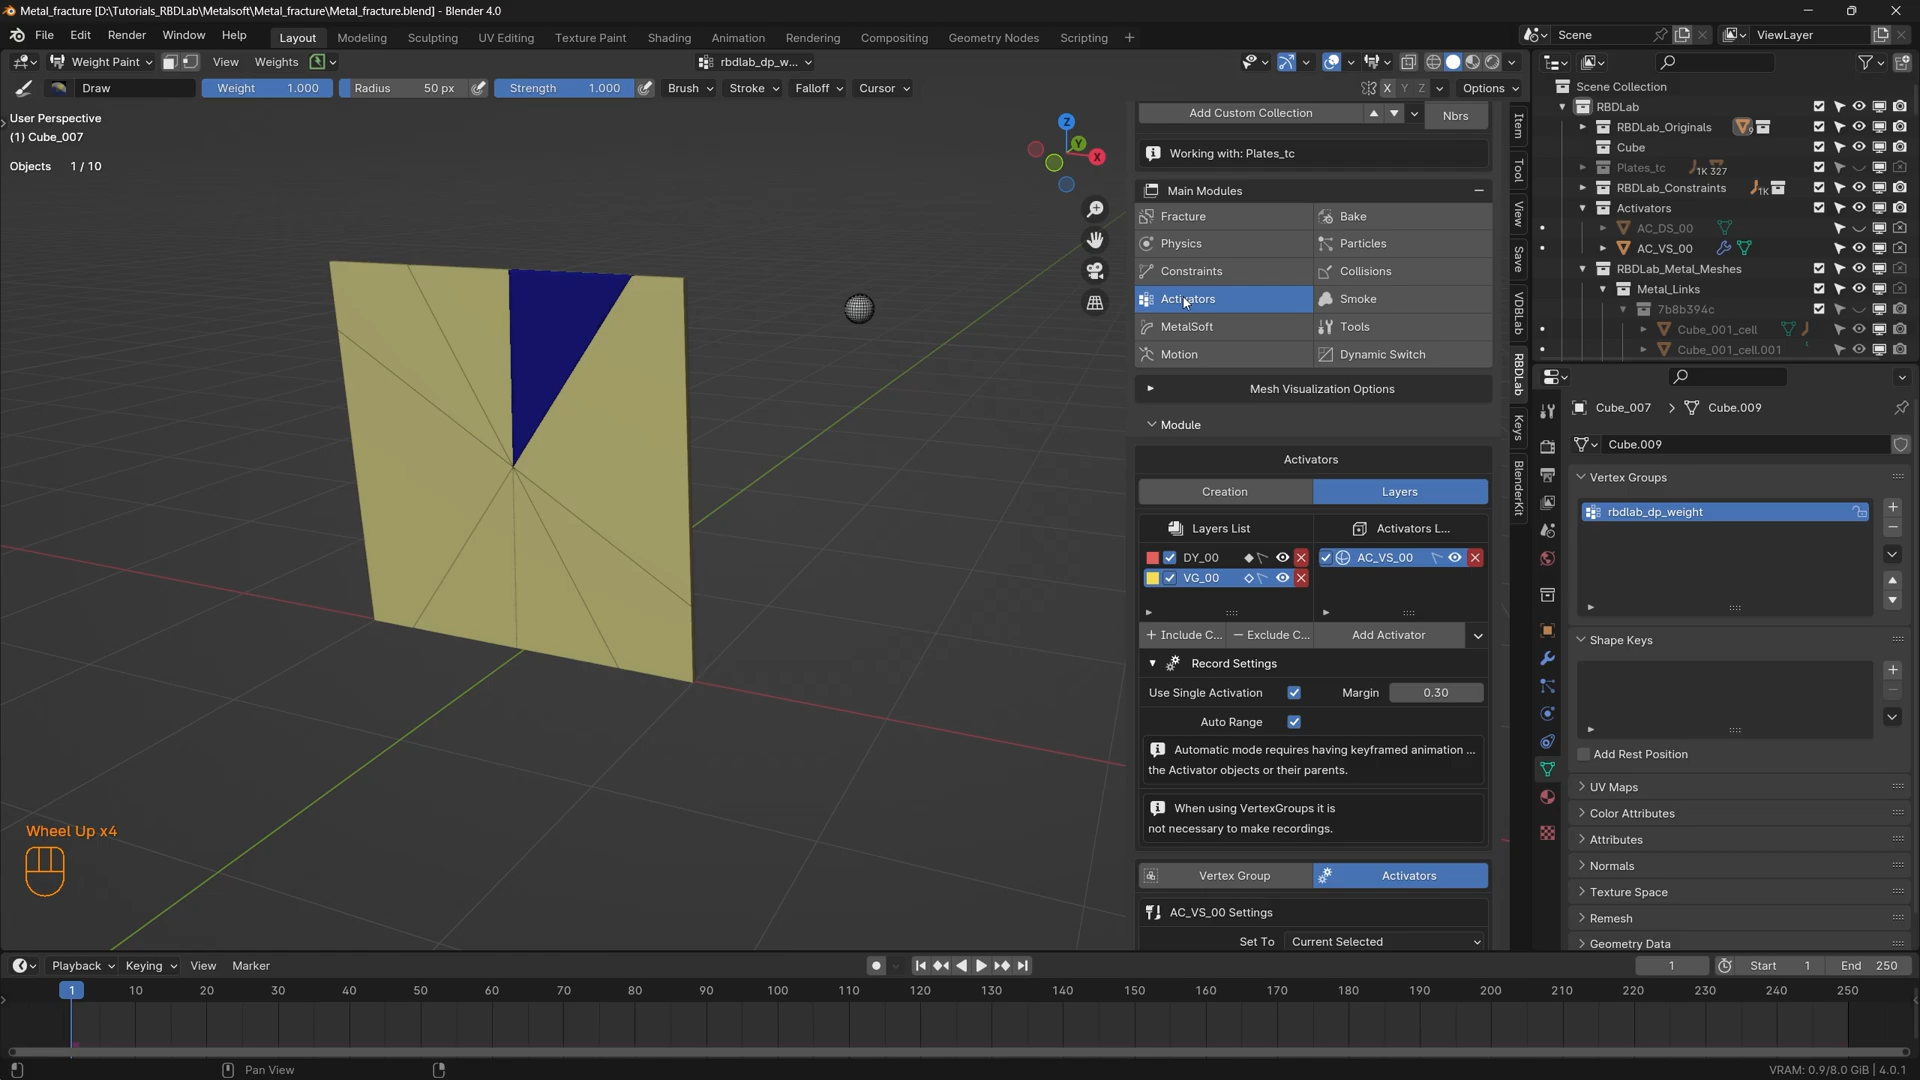 Metal_fracture [D:\Tutorials_RBDLab\Metalsoft\Metal_fracture\Metal_fracture.blend] - Blender 4.0
File Edit Render Window Help Layout Modeling Sculpting UV Editing Texture Paint Shading Animation Rendering Compositing Geometry Nodes Scripting + Scene ViewLayer
Weight Paint View Weights rbdlab_dp_w...
Draw Weight 1.000 Radius 50 px Strength 1.000 Brush Stroke Falloff Cursor X Y Z Options
User Perspective
(1) Cube_007
Objects 1 / 10
Z
Y
X
Wheel Up x4
Add Custom Collection Nbrs
Working with: Plates_tc
Main Modules
Fracture Bake
Physics Particles
Constraints Collisions
Activators Smoke
MetalSoft Tools
Motion Dynamic Switch
Mesh Visualization Options
Module
Activators
Creation Layers
Layers List Activators L...
DY_00 AC_VS_00
VG_00
+ Include C... − Exclude C... Add Activator
Record Settings
Use Single Activation Margin 0.30
Auto Range
Automatic mode requires having keyframed animation ...
the Activator objects or their parents.
When using VertexGroups it is
not necessary to make recordings.
Vertex Group Activators
AC_VS_00 Settings
Set To Current Selected
Item
Tool
View
Save
VDBLab
RBDLab
Keys
BlenderKit
Scene Collection
RBDLab
RBDLab_Originals 9
Cube
Plates_tc 1K 327
RBDLab_Constraints 1K
Activators
AC_DS_00
AC_VS_00
RBDLab_Metal_Meshes
Metal_Links
7b8b394c
Cube_001_cell
Cube_001_cell.001
Cube_007 > Cube.009
Cube.009
Vertex Groups
rbdlab_dp_weight
Shape Keys
Add Rest Position
UV Maps
Color Attributes
Attributes
Normals
Texture Space
Remesh
Geometry Data
Playback Keying View Marker 1 Start 1 End 250
1 10 20 30 40 50 60 70 80 90 100 110 120 130 140 150 160 170 180 190 200 210 220 230 240 250
Pan View VRAM: 0.9/8.0 GiB | 4.0.1